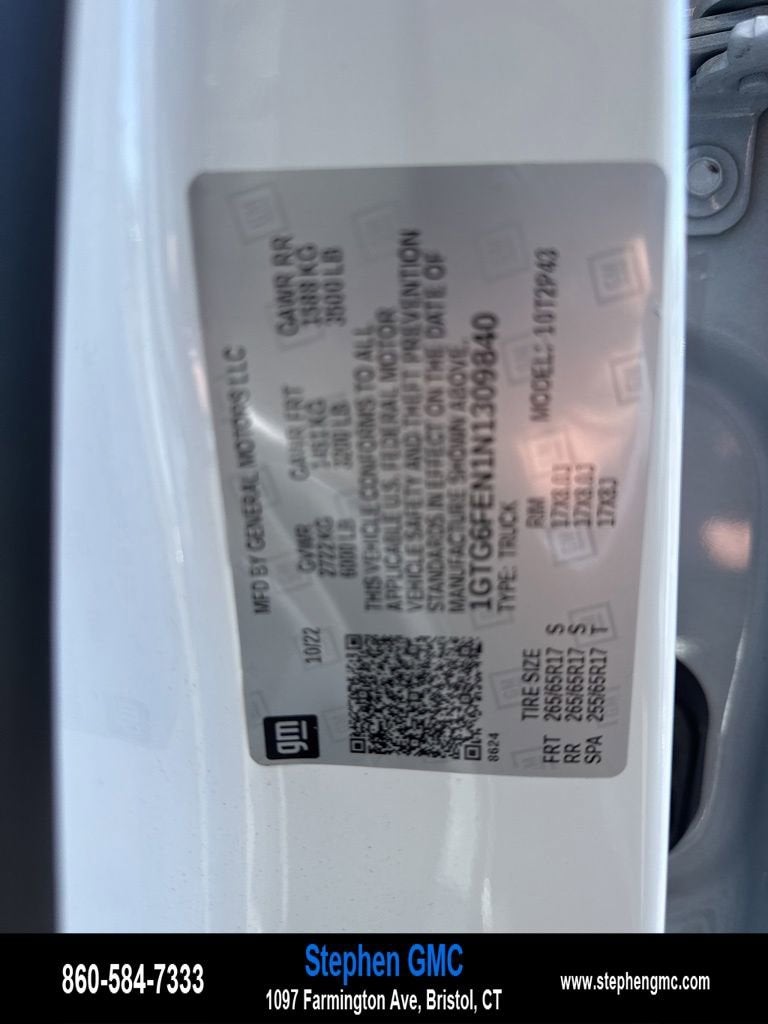 MFD BY GENERAL MOTORS LLC
10/22 GVWR GAWR FRT GAWR RR
2722 KG 1451 KG 1588 KG
6000 LB 3200 LB 3500 LB
THIS VEHICLE CONFORMS TO ALL
APPLICABLE U.S. FEDERAL MOTOR
VEHICLE SAFETY AND THEFT PREVENTION
STANDARDS IN EFFECT ON THE DATE OF
MANUFACTURE SHOWN ABOVE.
1GTG6FEN1N1309840
8624 TYPE: TRUCK MODEL: 10T2P43
TIRE SIZE RIM
FRT 265/65R17 S 17X8.0J
RR 265/65R17 S 17X8.0J
SPA 255/65R17 T 17X8J
gm
860-584-7333
Stephen GMC
1097 Farmington Ave, Bristol, CT
www.stephengmc.com